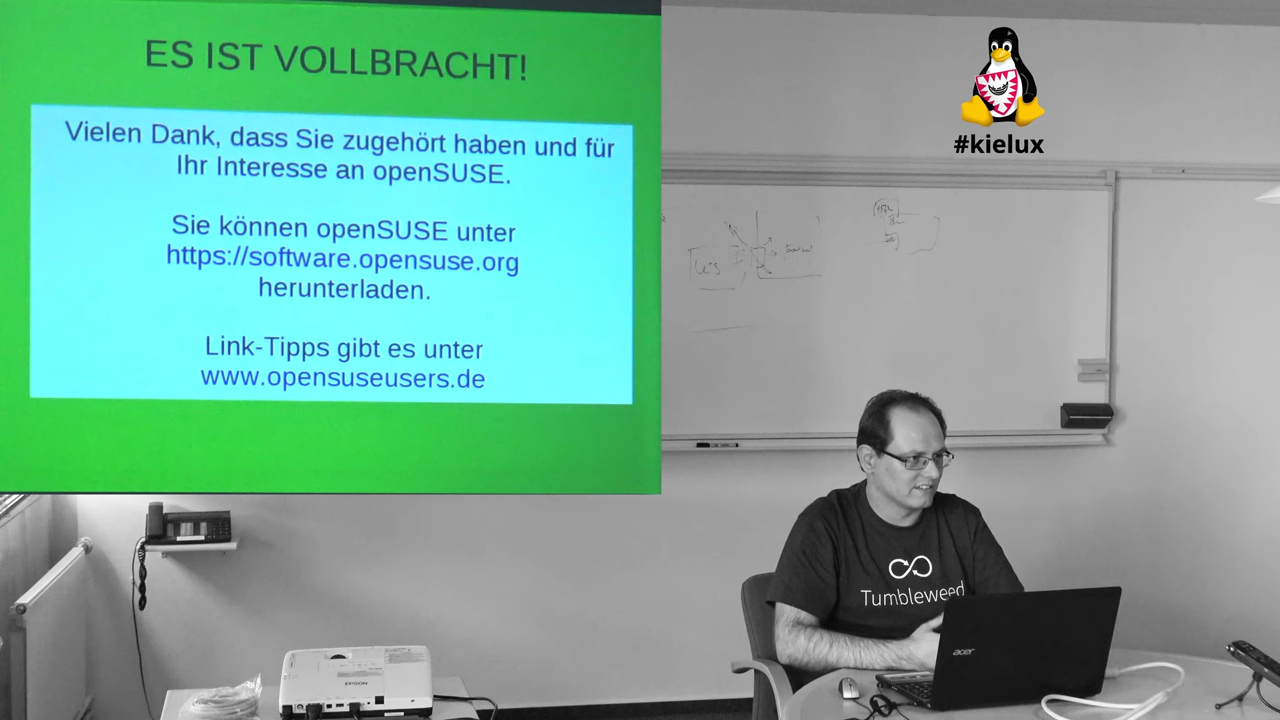 ES IST VOLLBRACHT!
Vielen Dank, dass Sie zugehört haben und für
Ihr Interesse an openSUSE.
Sie können openSUSE unter
https://software.opensuse.org
herunterladen.
Link-Tipps gibt es unter
www.opensuseusers.de
#kielux
Tumbleweed
acer
EPSON